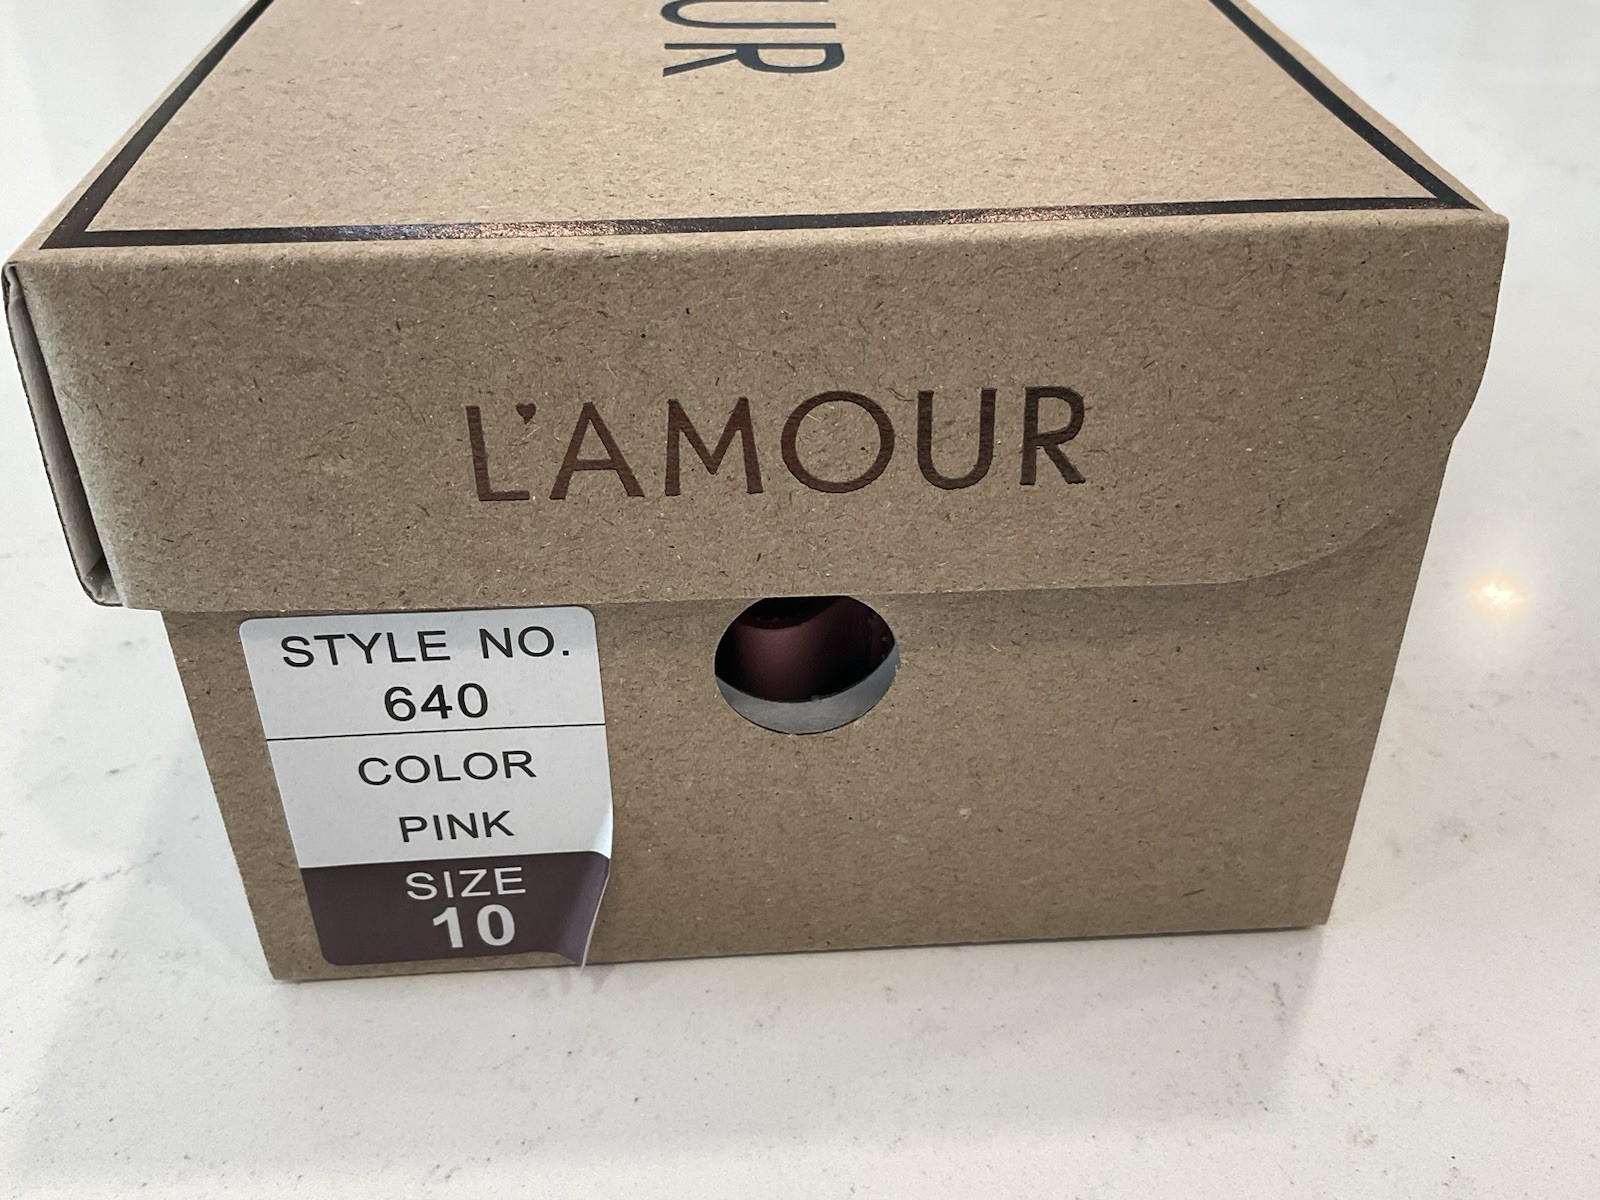 UR
L'AMOUR
STYLE NO.
640
COLOR
PINK
SIZE
10